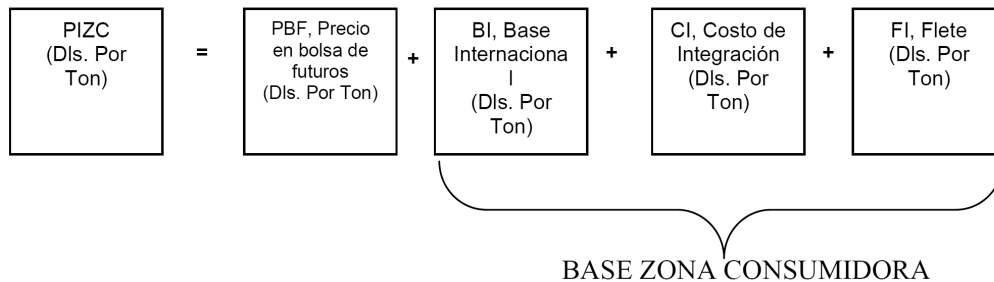 PIZC
(Dls. Por
Ton)
=
PBF, Precio
en bolsa de
futuros
(Dls. Por Ton)
+
BI, Base
Internaciona
l
(Dls. Por
Ton)
+
CI, Costo de
Integración
(Dls. Por
Ton)
+
FI, Flete
(Dls. Por
Ton)
BASE ZONA CONSUMIDORA